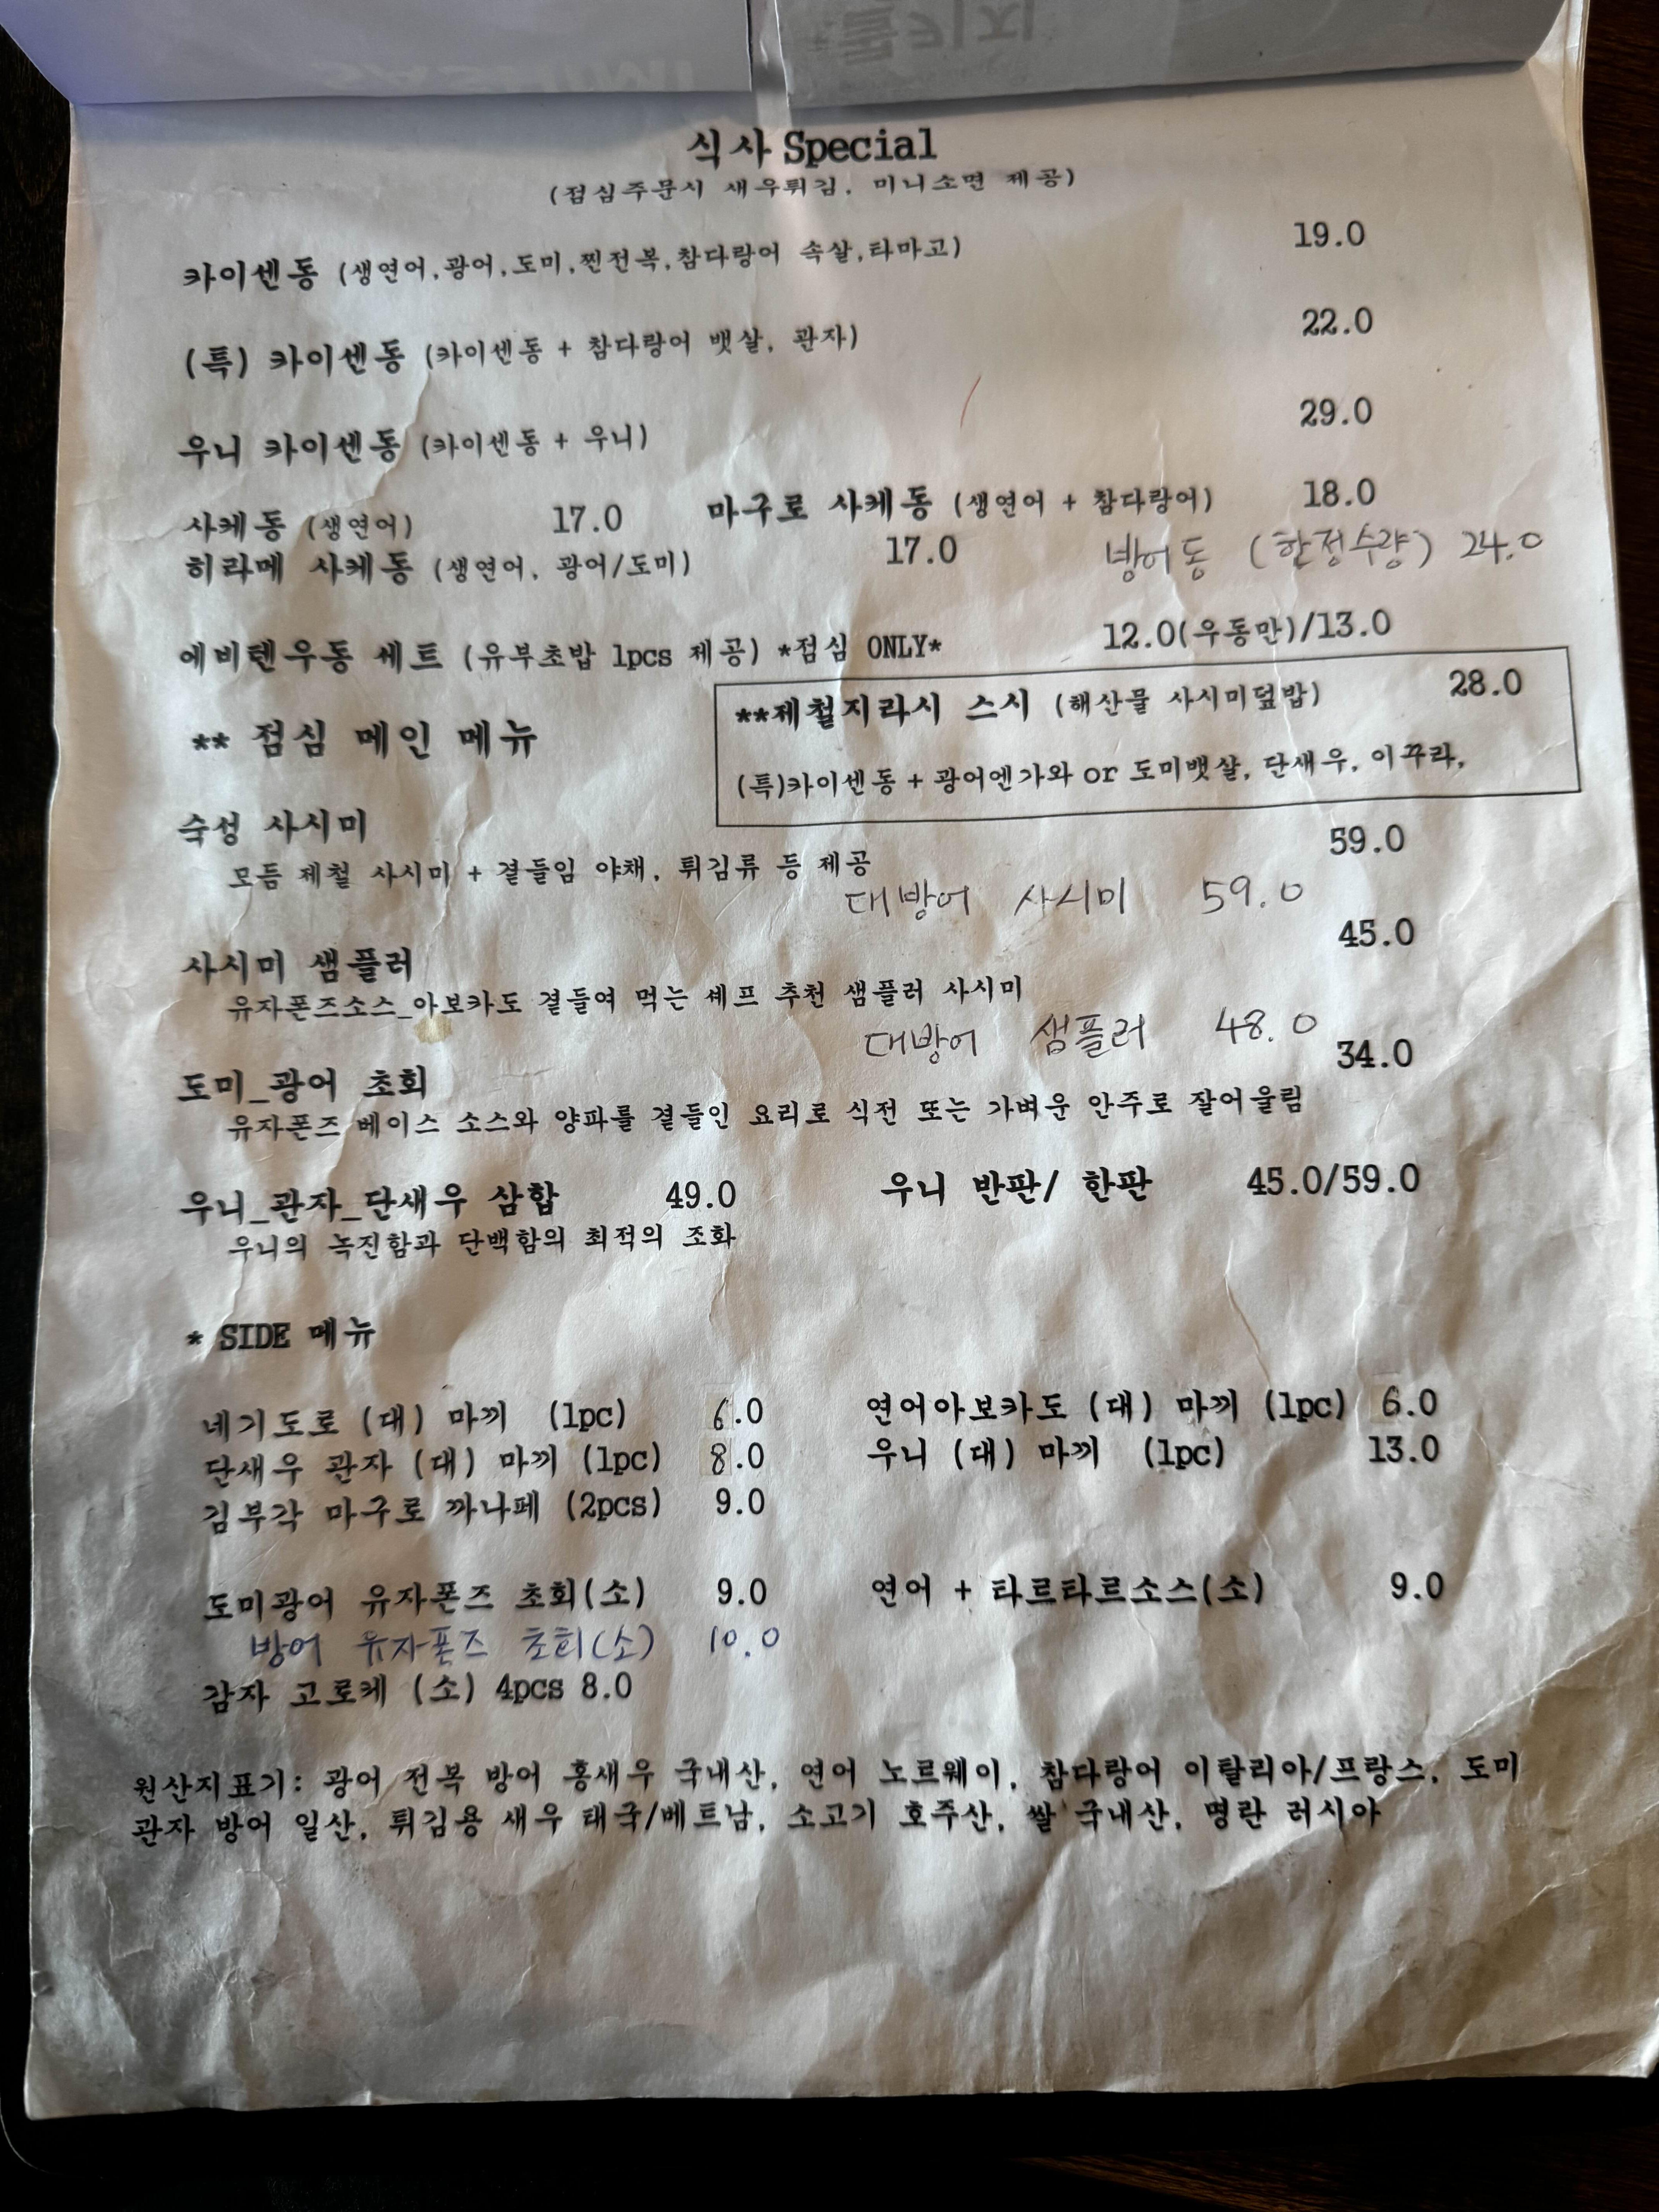 식사 Special
(점심주문시 새우튀김, 미니소면 제공)
카이센동 (생연어,광어,도미,찐전복,참다랑어 속살,타마고) 19.0
(특) 카이센동 (카이센동 + 참다랑어 뱃살, 관자) 22.0
우니 카이센동 (카이센동 + 우니) 29.0
사케동 (생연어) 17.0 마구로 사케동 (생연어 + 참다랑어) 18.0
히라메 사케동 (생연어, 광어/도미) 17.0 방어동 (한정수량) 24.0
에비텐우동 세트 (유부초밥 1pcs 제공) *점심 ONLY* 12.0(우동만)/13.0
**제철지라시 스시 (해산물 사시미덮밥) 28.0
(특)카이센동 + 광어엔가와 or 도미뱃살, 단새우, 이꾸라,
** 점심 메인 메뉴
숙성 사시미 59.0
모듬 제철 사시미 + 곁들임 야채, 튀김류 등 제공
대방어 사시미 59.0
사시미 샘플러 45.0
유자폰즈소스_아보카도 곁들여 먹는 셰프 추천 샘플러 사시미
대방어 샘플러 48.0
도미_광어 초회 34.0
유자폰즈 베이스 소스와 양파를 곁들인 요리로 식전 또는 가벼운 안주로 잘어울림
우니_관자_단새우 삼합 49.0 우니 반판/ 한판 45.0/59.0
우니의 녹진함과 단백함의 최적의 조화
* SIDE 메뉴
네기도로 (대) 마끼 (1pc) 6.0 연어아보카도 (대) 마끼 (1pc) 6.0
단새우 관자 (대) 마끼 (1pc) 8.0 우니 (대) 마끼 (1pc) 13.0
김부각 마구로 까나페 (2pcs) 9.0
도미광어 유자폰즈 초회(소) 9.0 연어 + 타르타르소스(소) 9.0
방어 유자폰즈 초회(소) 10.0
감자 고로케 (소) 4pcs 8.0
원산지표기: 광어 전복 방어 홍새우 국내산, 연어 노르웨이, 참다랑어 이탈리아/프랑스, 도미
관자 방어 일산, 튀김용 새우 태국/베트남, 소고기 호주산, 쌀 국내산, 명란 러시아